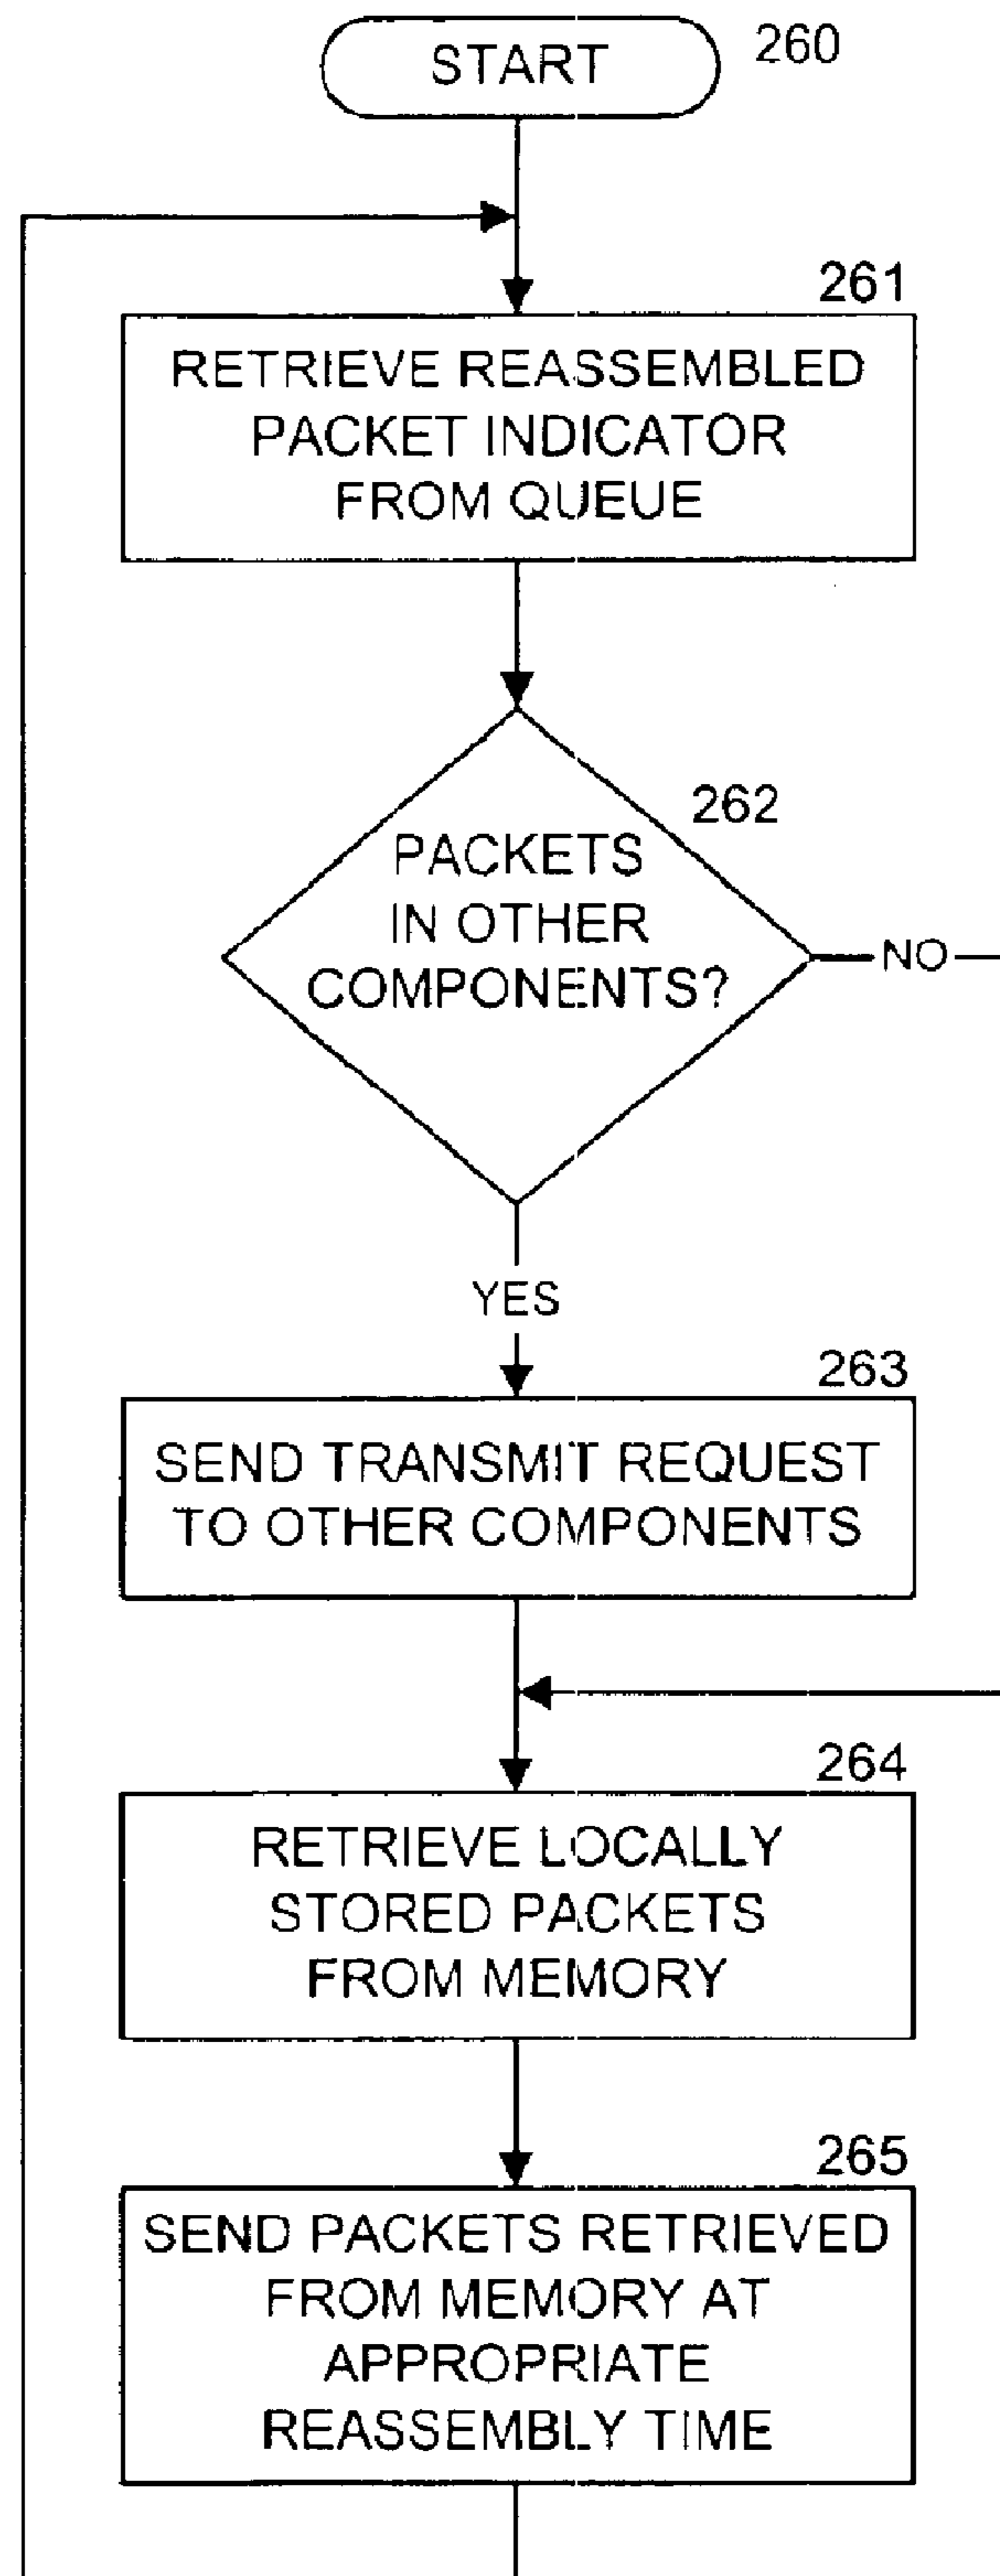 START
260
261
RETRIEVE REASSEMBLED
PACKET INDICATOR
FROM QUEUE
262
PACKETS
IN OTHER
COMPONENTS?
NO
YES
263
SEND TRANSMIT REQUEST
TO OTHER COMPONENTS
264
RETRIEVE LOCALLY
STORED PACKETS
FROM MEMORY
265
SEND PACKETS RETRIEVED
FROM MEMORY AT
APPROPRIATE
REASSEMBLY TIME